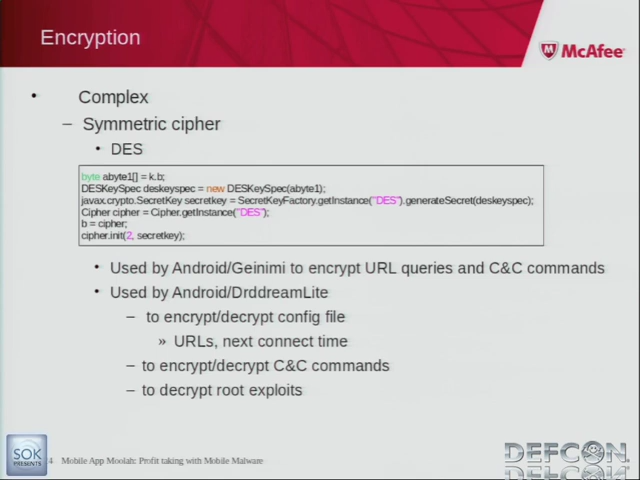 Encryption
McAfee
• Complex
– Symmetric cipher
• DES
byte abyte1[] = k.b;
DESKeySpec deskeyspec = new DESKeySpec(abyte1);
javax.crypto.SecretKey secretkey = SecretKeyFactory.getInstance("DES").generateSecret(deskeyspec);
Cipher cipher = Cipher.getInstance("DES");
b = cipher;
cipher.init(2, secretkey);
• Used by Android/Geinimi to encrypt URL queries and C&C commands
• Used by Android/DrddreamLite
– to encrypt/decrypt config file
» URLs, next connect time
– to encrypt/decrypt C&C commands
– to decrypt root exploits
SOK
PRESENTS
4 Mobile App Moolah: Profit taking with Mobile Malware
DEFCON